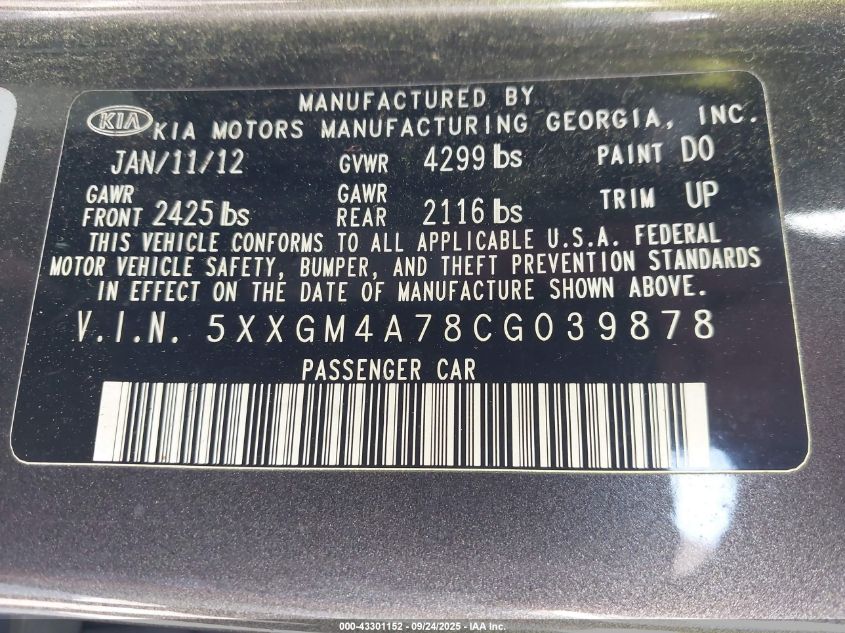 MANUFACTURED BY
KIA KIA MOTORS MANUFACTURING GEORGIA, INC.
JAN/11/12 GVWR 4299 lbs PAINT DO
GAWR FRONT 2425 lbs GAWR REAR 2116 lbs TRIM UP
THIS VEHICLE CONFORMS TO ALL APPLICABLE U.S.A. FEDERAL
MOTOR VEHICLE SAFETY, BUMPER, AND THEFT PREVENTION STANDARDS
IN EFFECT ON THE DATE OF MANUFACTURE SHOWN ABOVE.
V.I.N. 5XXGM4A78CG039878
PASSENGER CAR
000-43301152 - 09/24/2025 - IAA Inc.